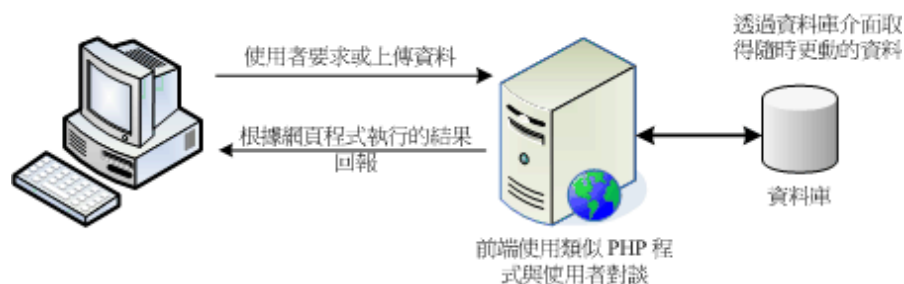 使用者要求或上傳資料
根據網頁程式執行的結果
回報
透過資料庫介面取
得隨時更動的資料
資料庫
前端使用類似 PHP 程
式與使用者對談